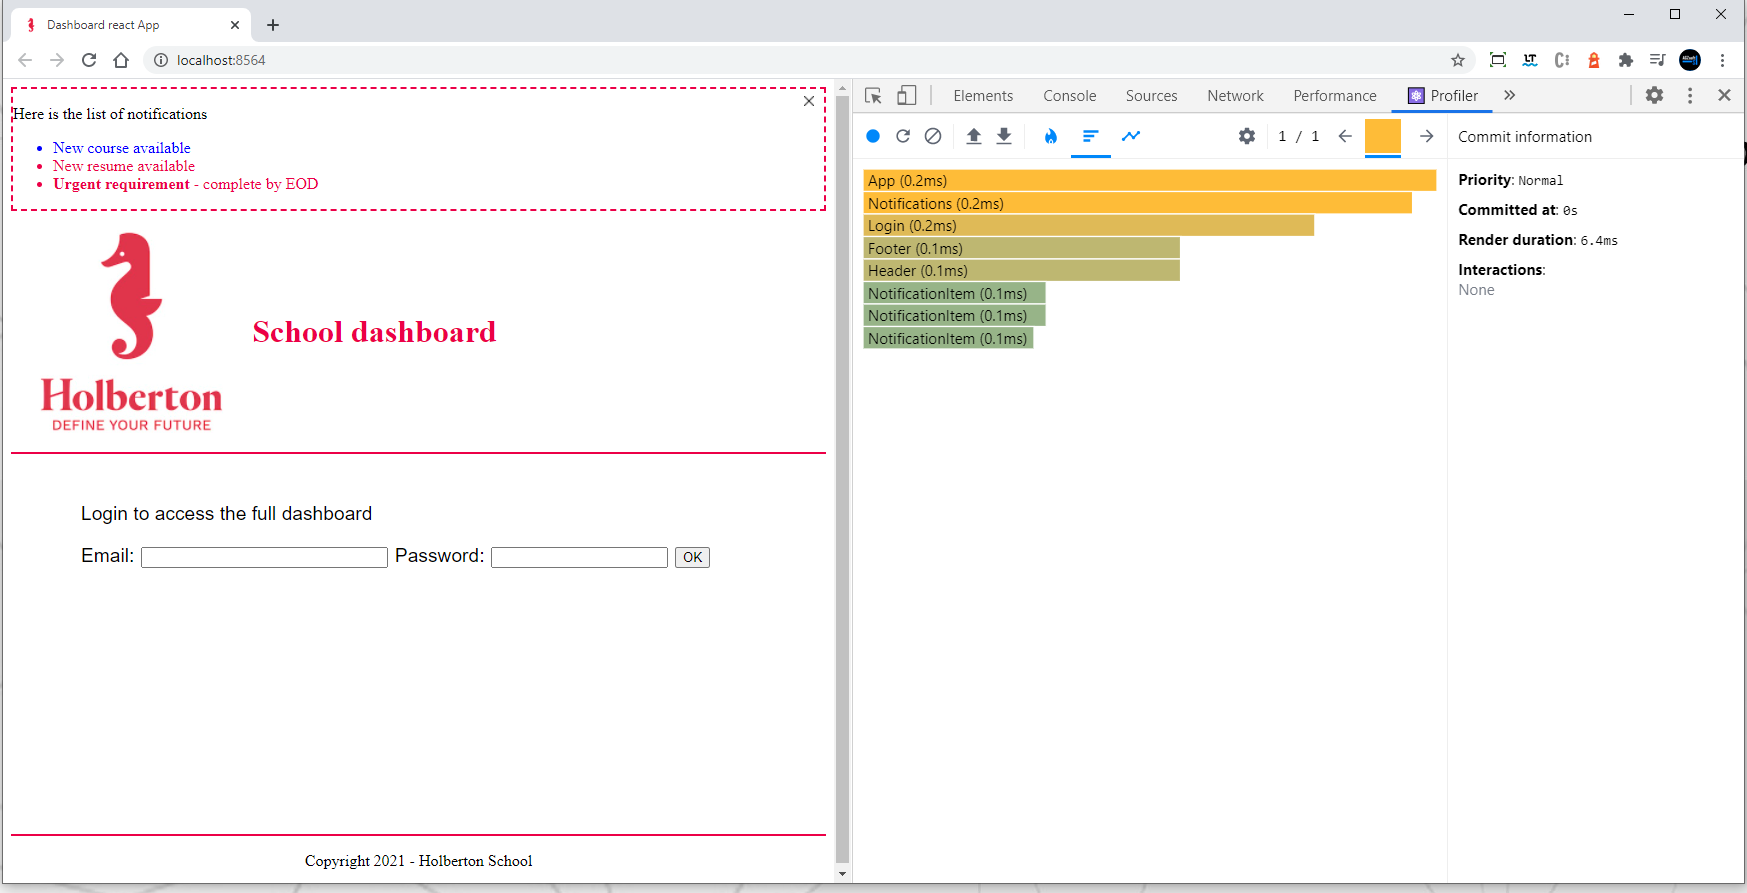 Dashboard react App
localhost:8564
Here is the list of notifications
New course available
New resume available
Urgent requirement - complete by EOD
Holberton
DEFINE YOUR FUTURE
School dashboard
Login to access the full dashboard
Email: Password: OK
Copyright 2021 - Holberton School
Elements Console Sources Network Performance Profiler
1 / 1
Commit information
App (0.2ms)
Notifications (0.2ms)
Login (0.2ms)
Footer (0.1ms)
Header (0.1ms)
NotificationItem (0.1ms)
NotificationItem (0.1ms)
NotificationItem (0.1ms)
Priority: Normal
Committed at: 0s
Render duration: 6.4ms
Interactions:
None